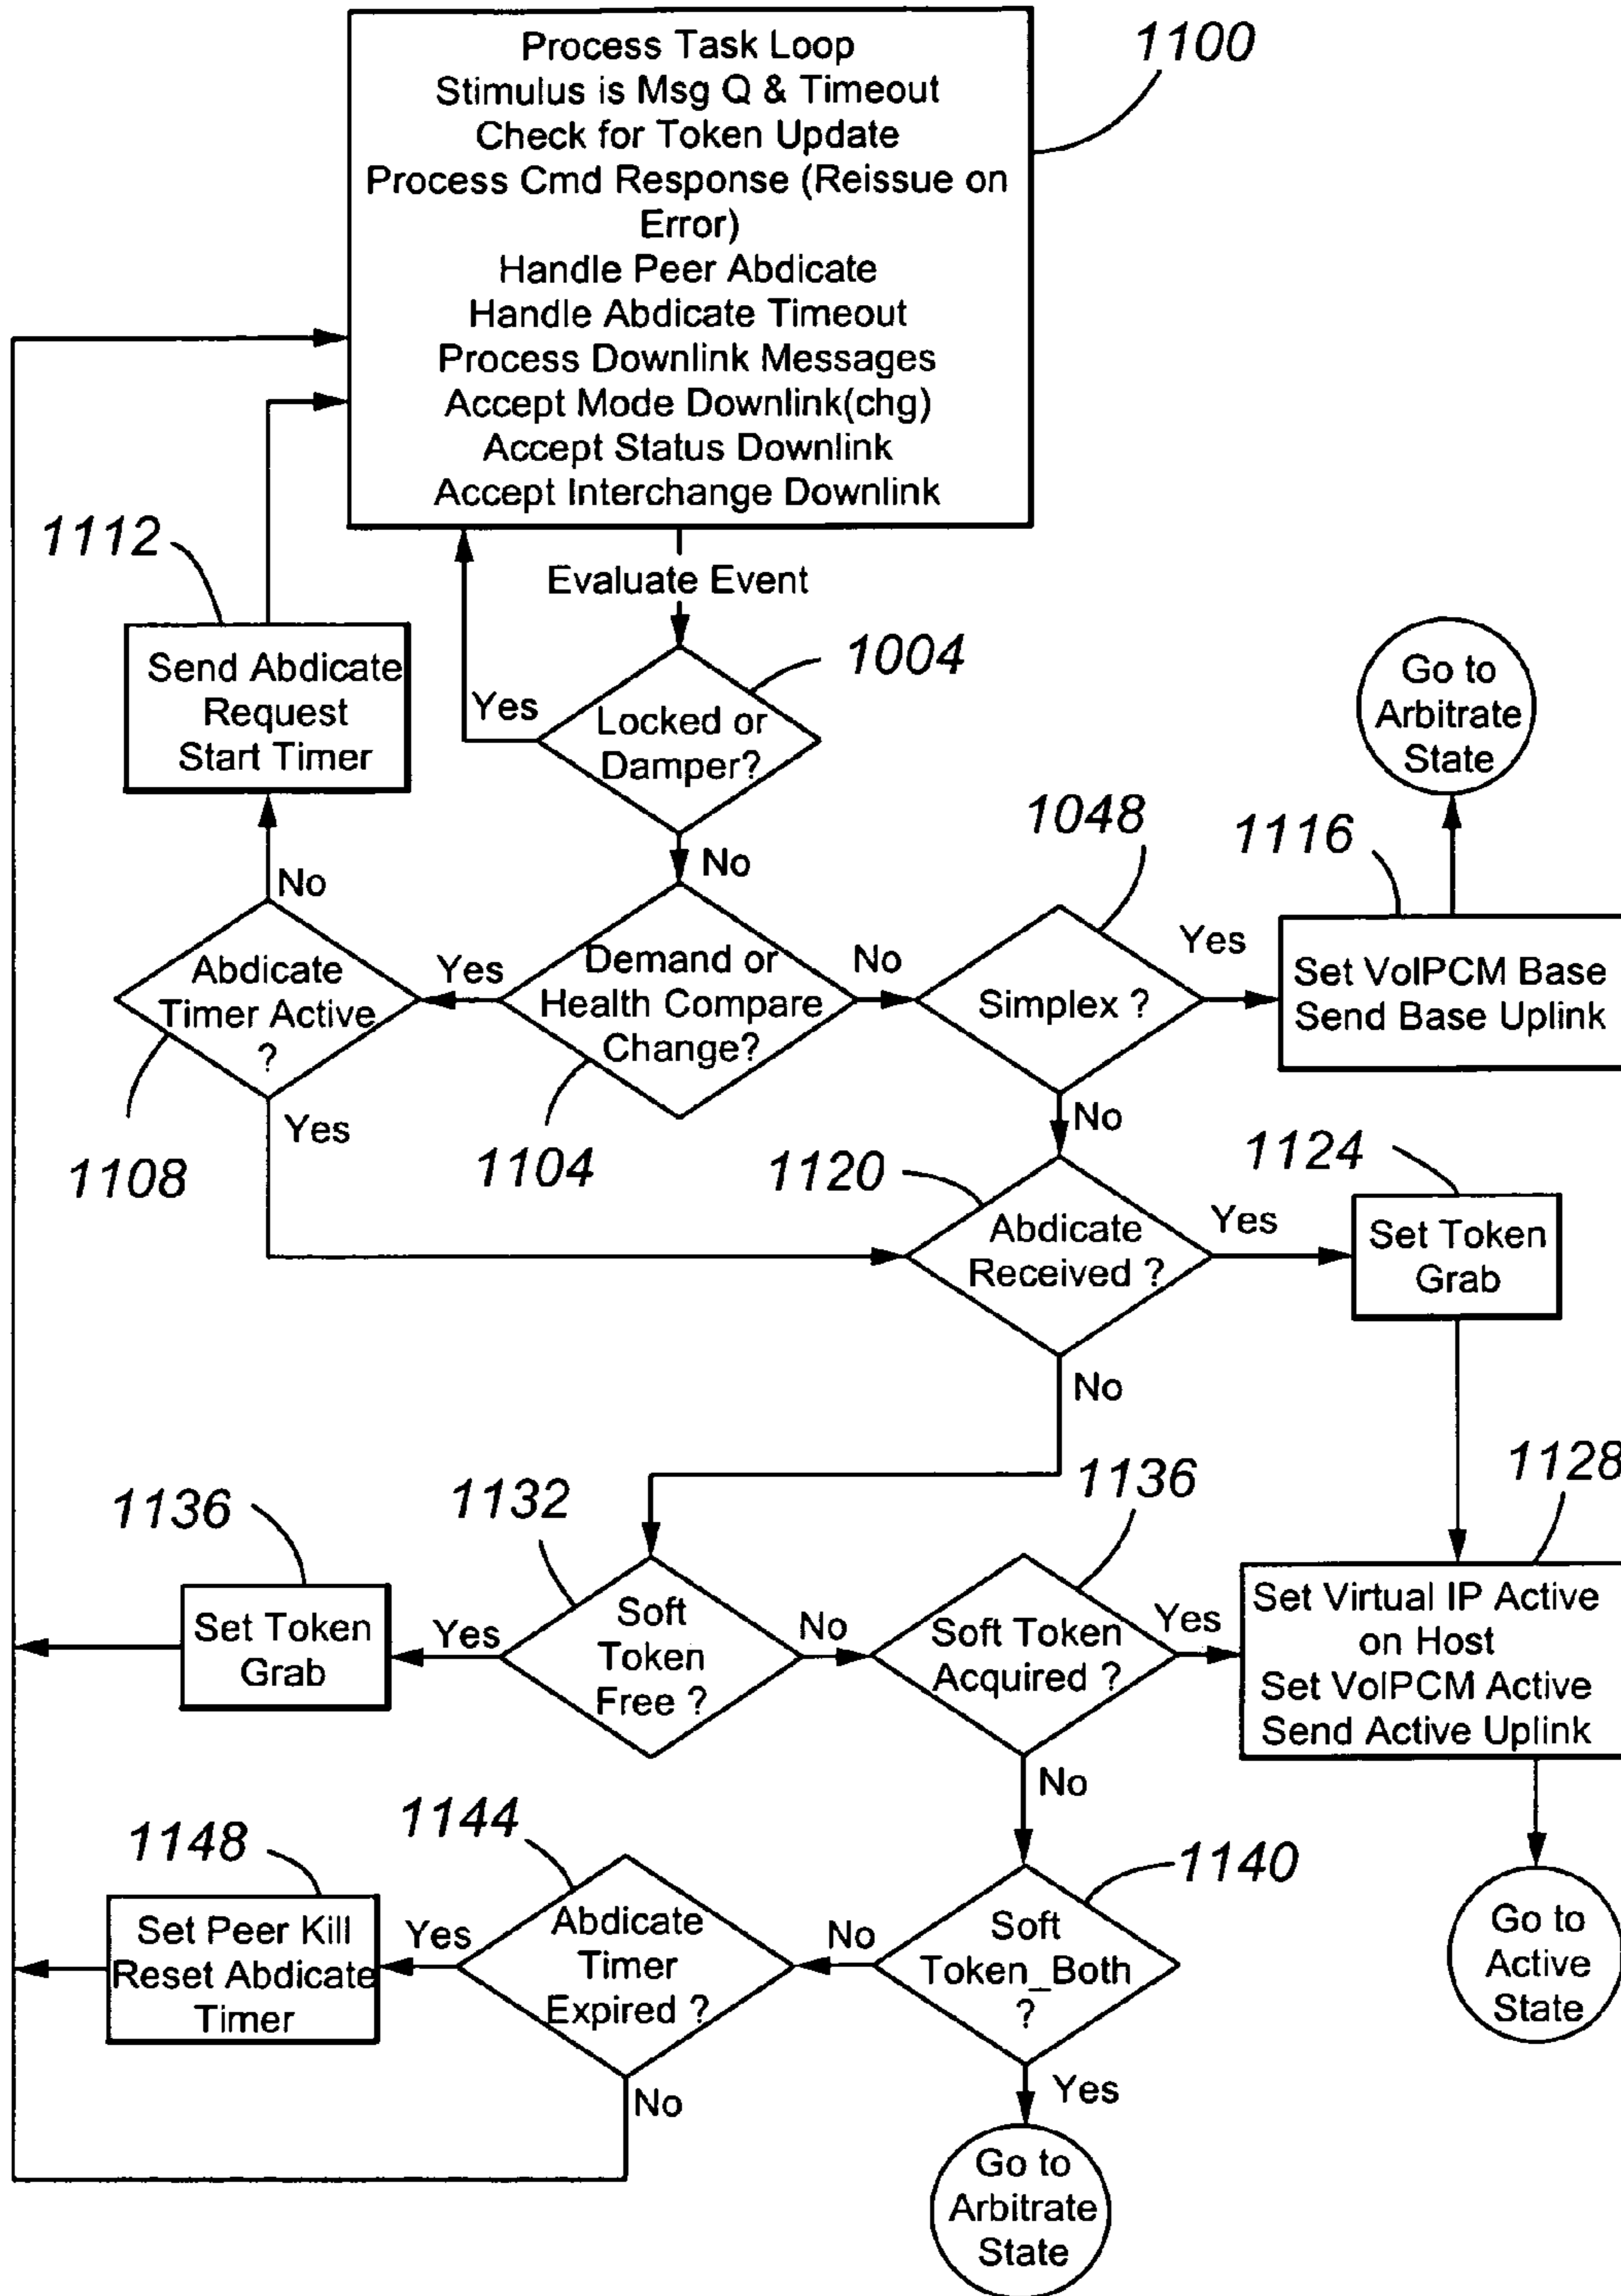 Process Task Loop
Stimulus is Msg Q & Timeout
Check for Token Update
Process Cmd Response (Reissue on
Error)
Handle Peer Abdicate
Handle Abdicate Timeout
Process Downlink Messages
Accept Mode Downlink(chg)
Accept Status Downlink
Accept Interchange Downlink
1100
Evaluate Event
1112
Send Abdicate
Request
Start Timer
Yes
Locked or
Damper?
1004
No
Go to
Arbitrate
State
No
Abdicate
Timer Active
?
1108
Yes
Yes
Demand or
Health Compare
Change?
1104
No
Simplex ?
1048
Yes
1116
Set VoIPCM Base
Send Base Uplink
No
1120
Abdicate
Received ?
Yes
1124
Set Token
Grab
No
1136
Set Token
Grab
Yes
1132
Soft
Token
Free ?
No
1136
Soft Token
Acquired ?
Yes
1128
Set Virtual IP Active
on Host
Set VoIPCM Active
Send Active Uplink
No
1148
Set Peer Kill
Reset Abdicate
Timer
Yes
1144
Abdicate
Timer
Expired ?
No
No
1140
Soft
Token_Both
?
Yes
Go to
Active
State
Go to
Arbitrate
State